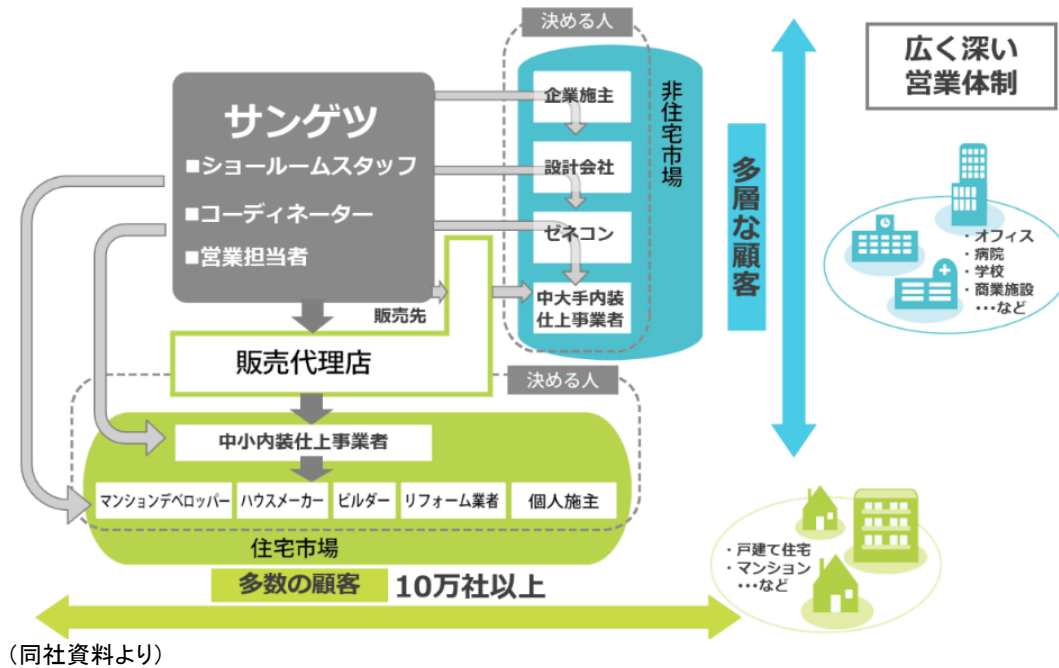 決める人
広く深い
営業体制
サンゲツ
■ショールームスタッフ
■コーディネーター
■営業担当者
企業施主
設計会社
ゼネコン
中大手内装
仕上事業者
非住宅市場
多層な顧客
・オフィス
・病院
・学校
・商業施設
・・・など
販売先
販売代理店
決める人
中小内装仕上事業者
マンションデベロッパー
ハウスメーカー
ビルダー
リフォーム業者
個人施主
住宅市場
・戸建て住宅
・マンション
・・・など
多数の顧客
10万社以上
(同社資料より)